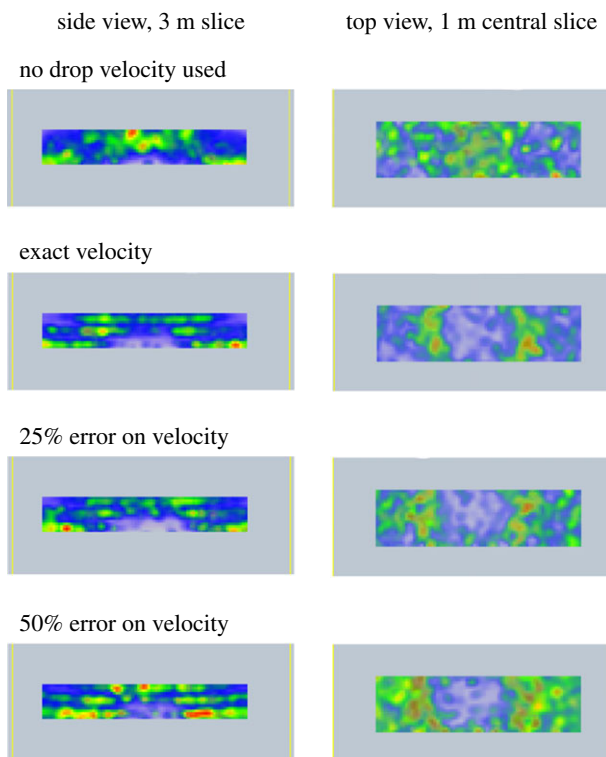 side view, 3 m slice
top view, 1 m central slice
no drop velocity used
exact velocity
25% error on velocity
50% error on velocity